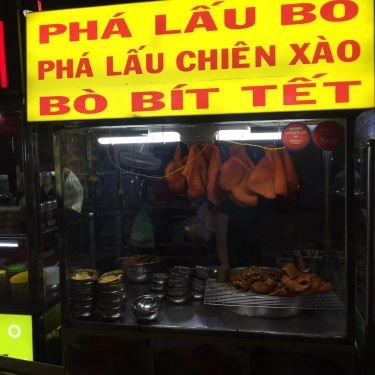 PHÁ LẤU BÒ
PHÁ LẤU CHIÊN XÀO
BÒ BÍT TẾT